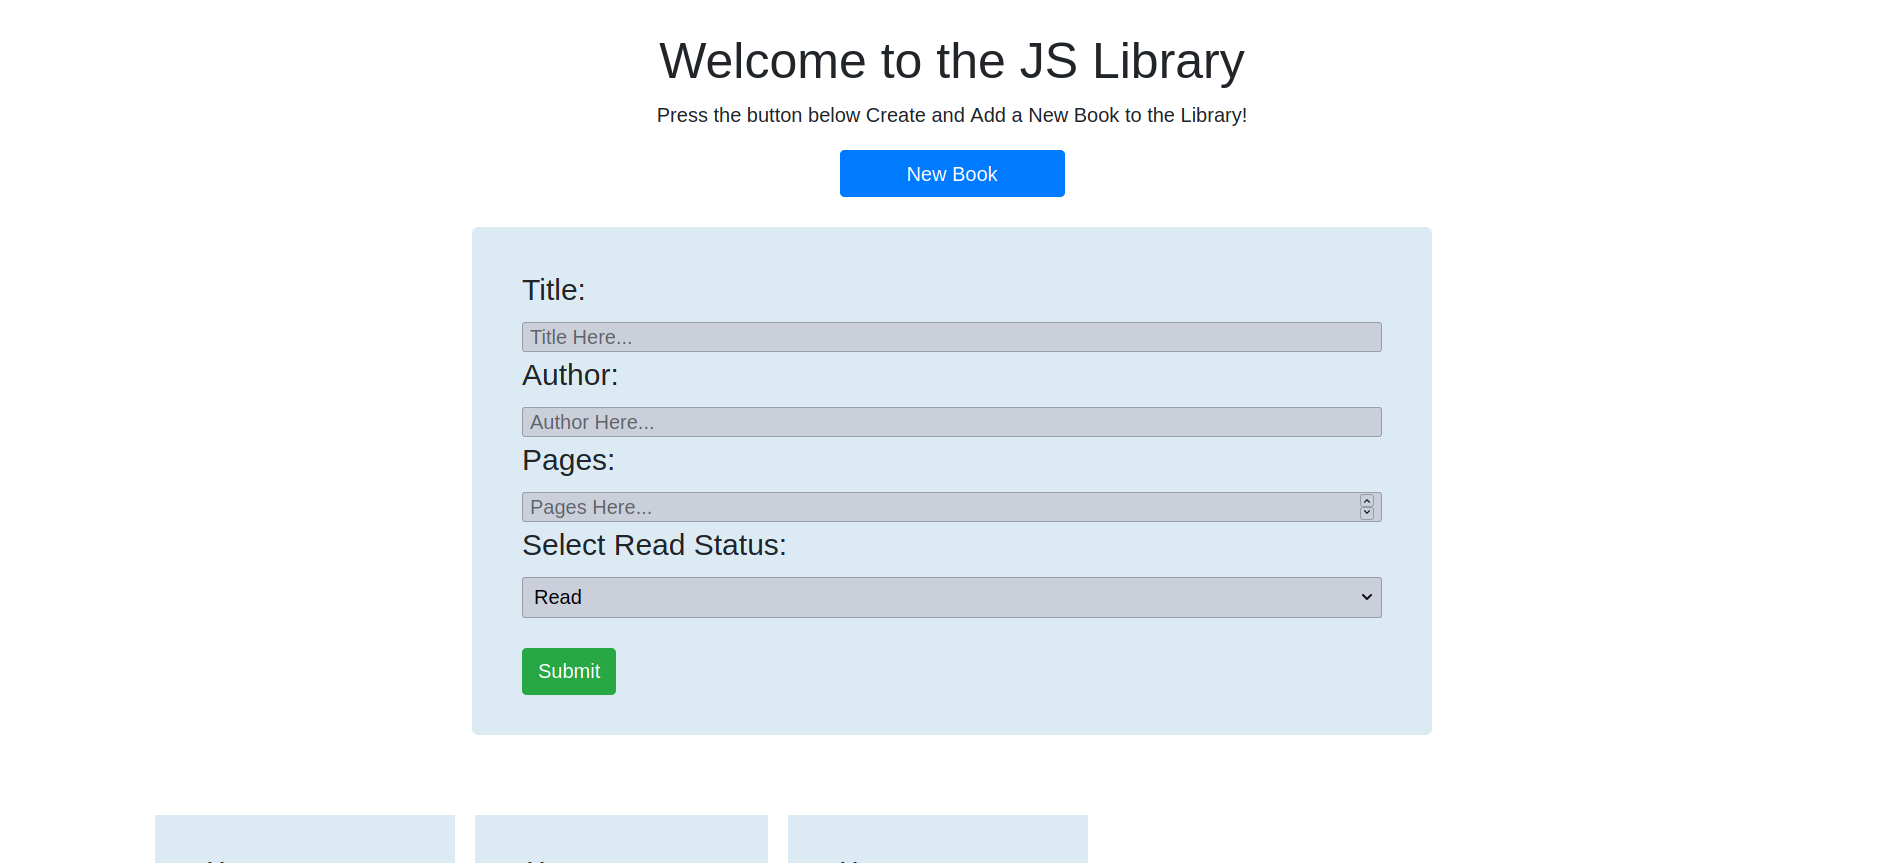 Welcome to the JS Library
Press the button below Create and Add a New Book to the Library!
New Book
Title:
Title Here...
Author:
Author Here...
Pages:
Pages Here...
Select Read Status:
Read
Submit